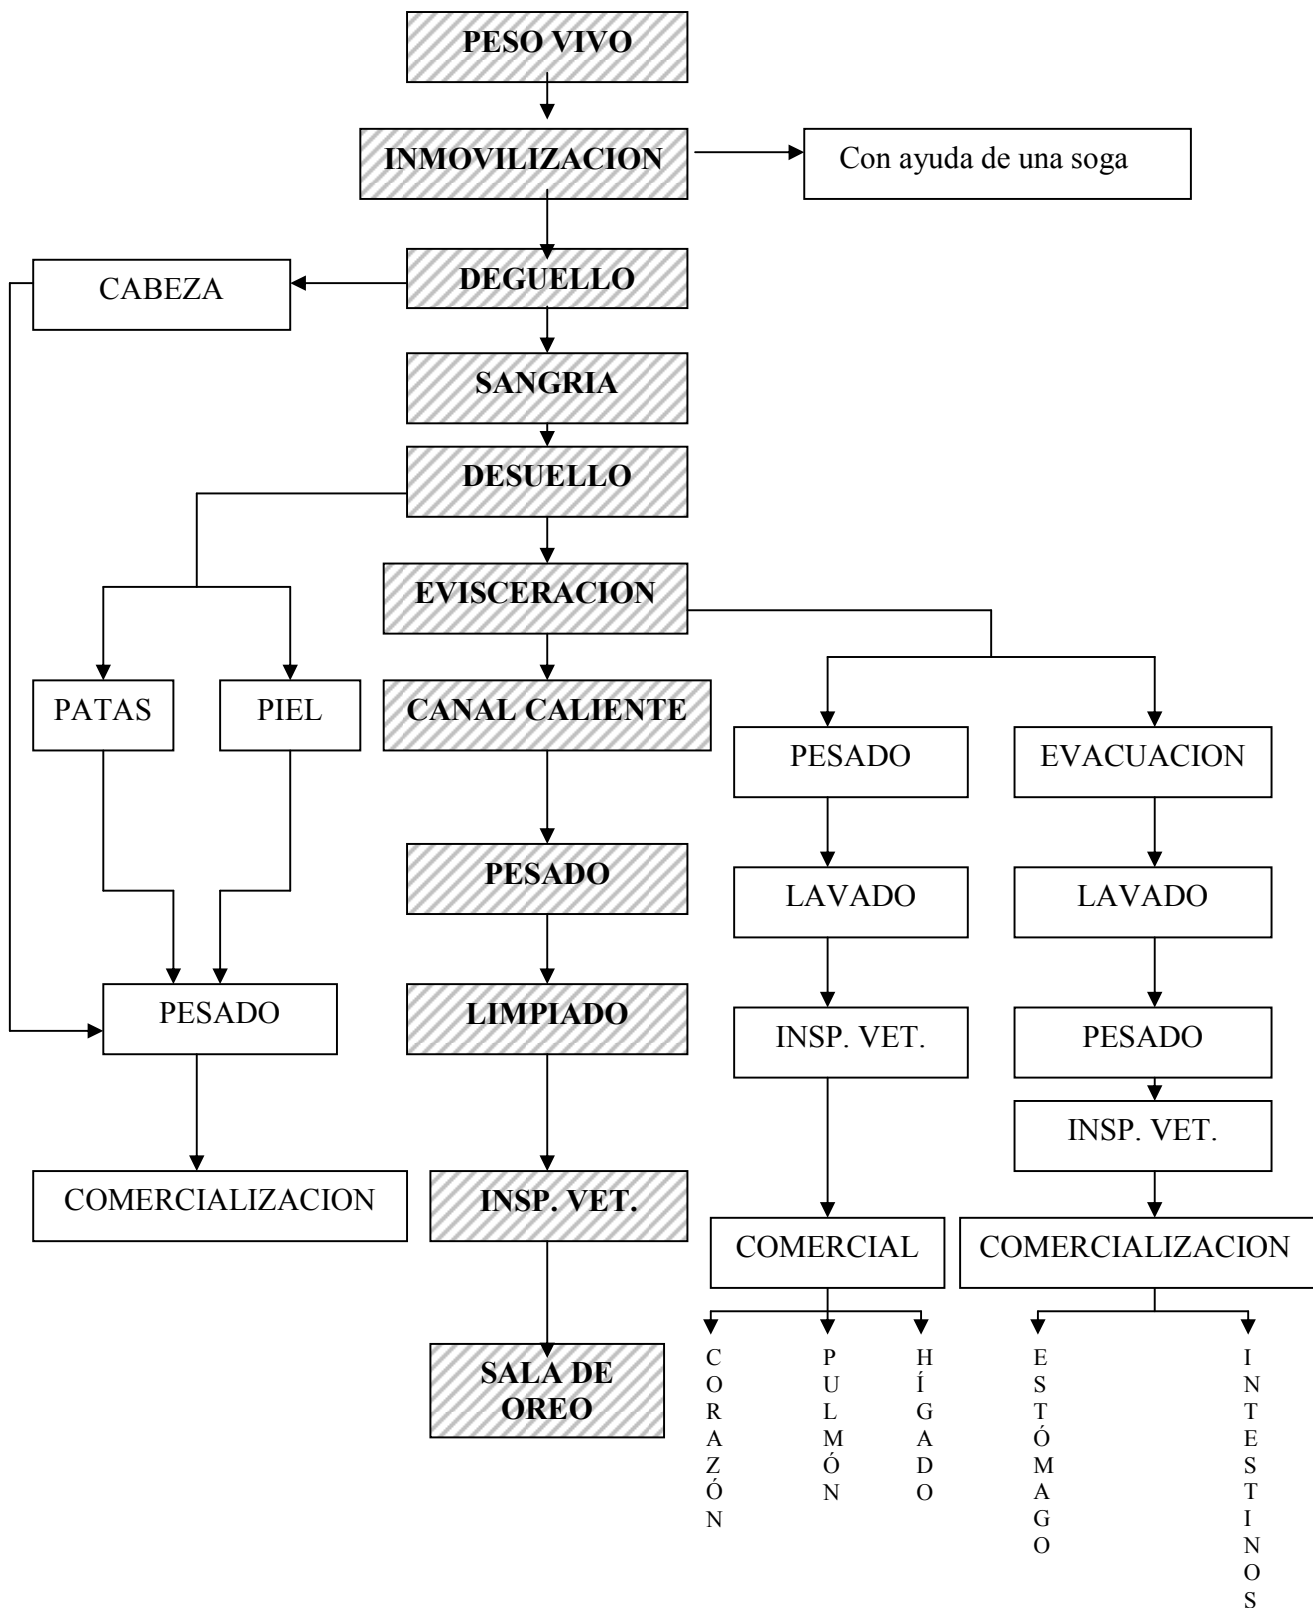 PESO VIVO
INMOVILIZACION
Con ayuda de una soga
DEGUELLO
CABEZA
SANGRIA
DESUELLO
EVISCERACION
PATAS
PIEL
CANAL CALIENTE
PESADO
EVACUACION
PESADO
LAVADO
LAVADO
PESADO
LIMPIADO
INSP. VET.
PESADO
INSP. VET.
COMERCIALIZACION
INSP. VET.
COMERCIAL
COMERCIALIZACION
SALA DE
OREO
CORAZÓN
PULMÓN
HÍGADO
ESTÓMAGO
INTESTINOS